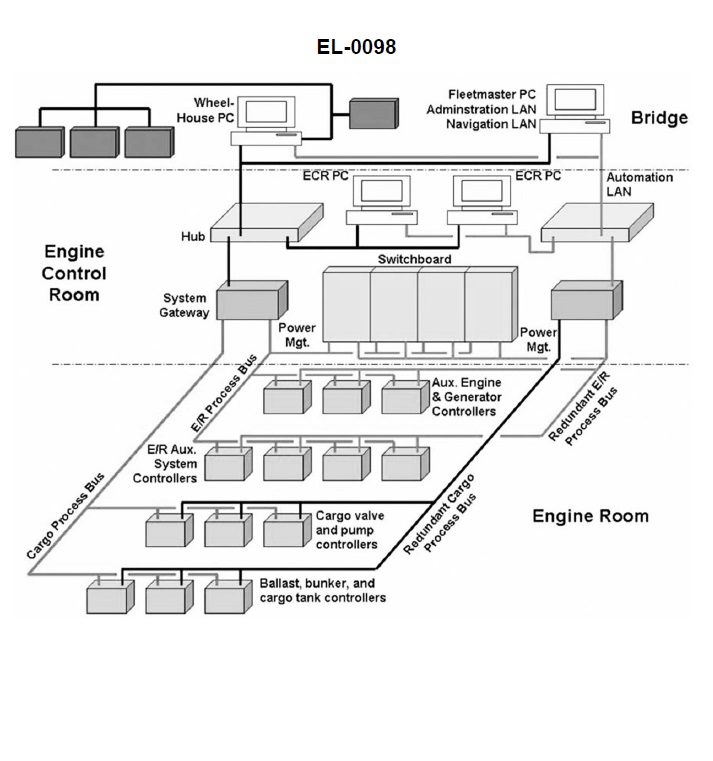 EL-0098
Wheel-
House PC
Fleetmaster PC
Adminstration LAN
Navigation LAN
Bridge
ECR PC
ECR PC
Automation
LAN
Hub
Engine
Control
Room
Switchboard
System
Gateway
Power
Mgt.
Power
Mgt.
E/R Process Bus
Aux. Engine
& Generator
Controllers
Redundant E/R
Process Bus
E/R Aux.
System
Controllers
Cargo Process Bus
Cargo valve
and pump
controllers
Redundant Cargo
Process Bus
Engine Room
Ballast, bunker, and
cargo tank controllers